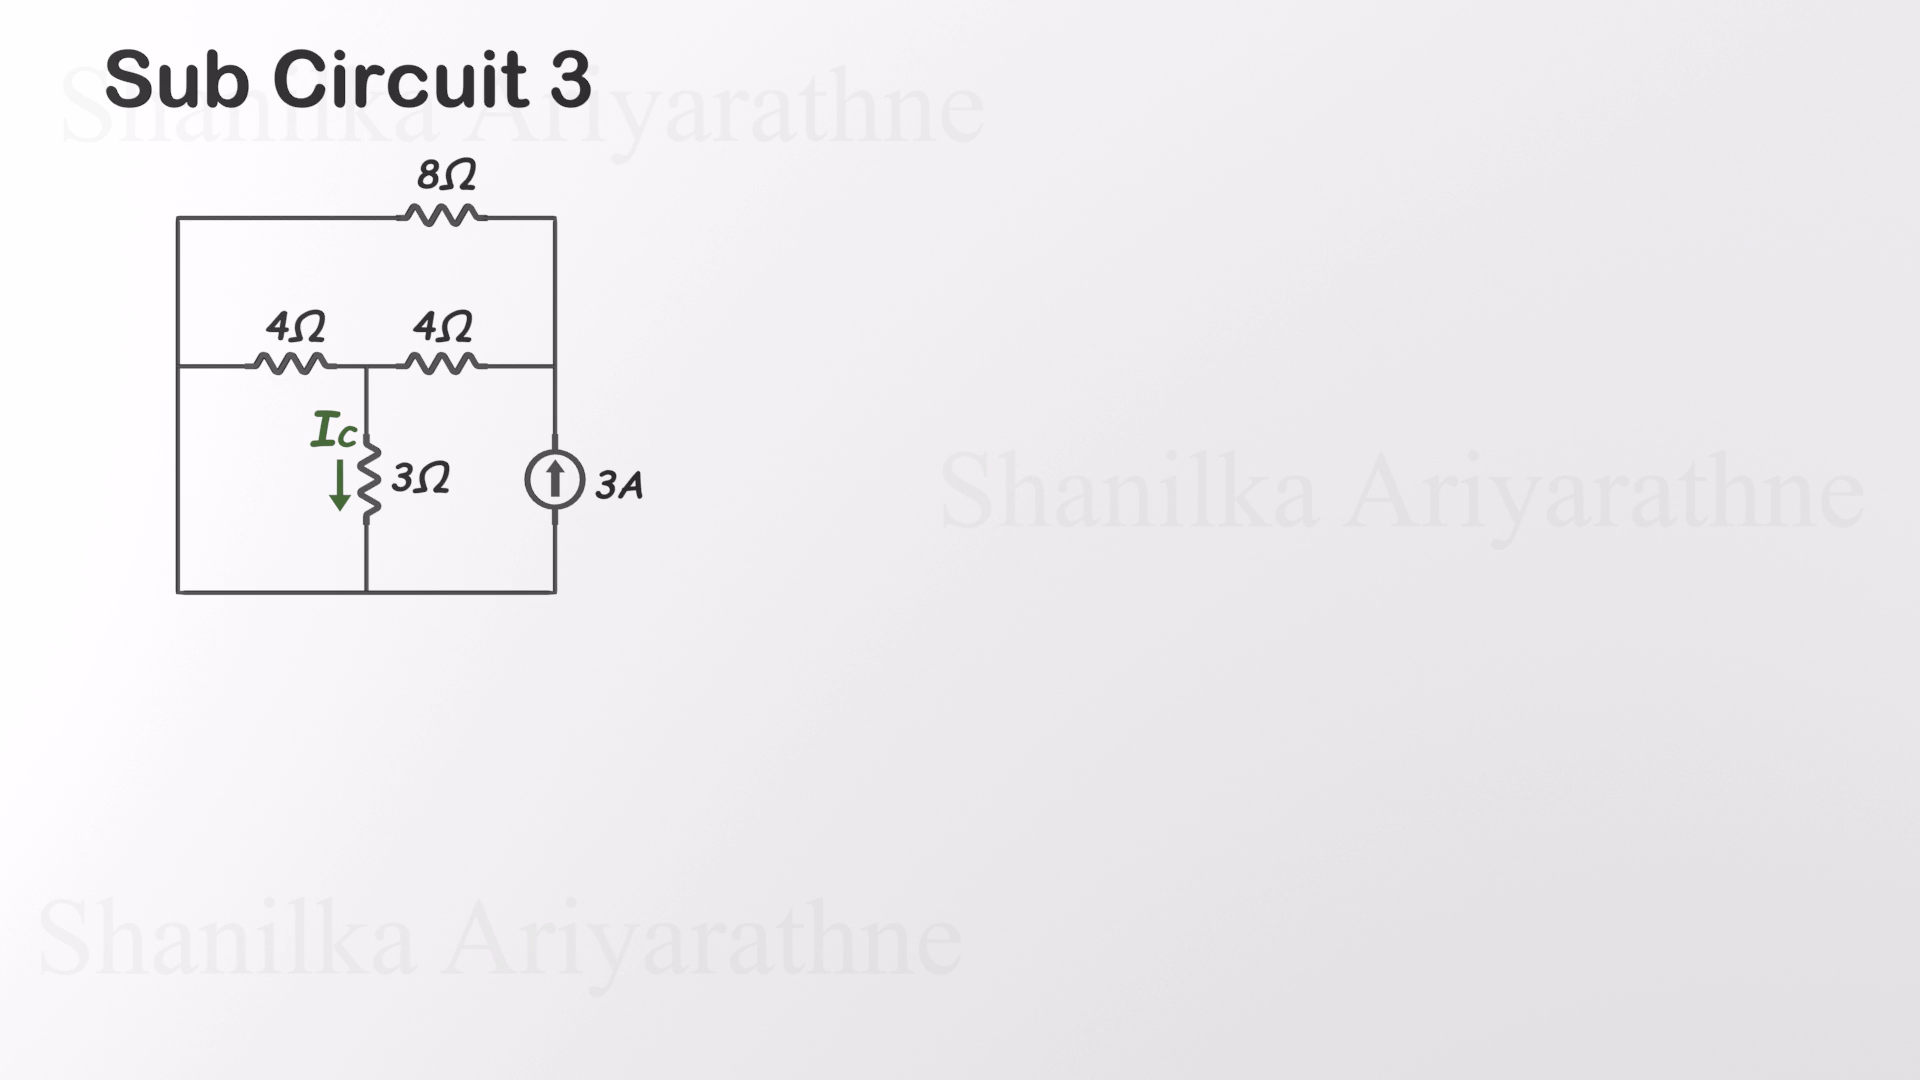 Sub Circuit 3
Shanilka Ariyarathne
8Ω
4Ω 4Ω
Ic
3Ω 3A
Shanilka Ariyarathne
Shanilka Ariyarathne